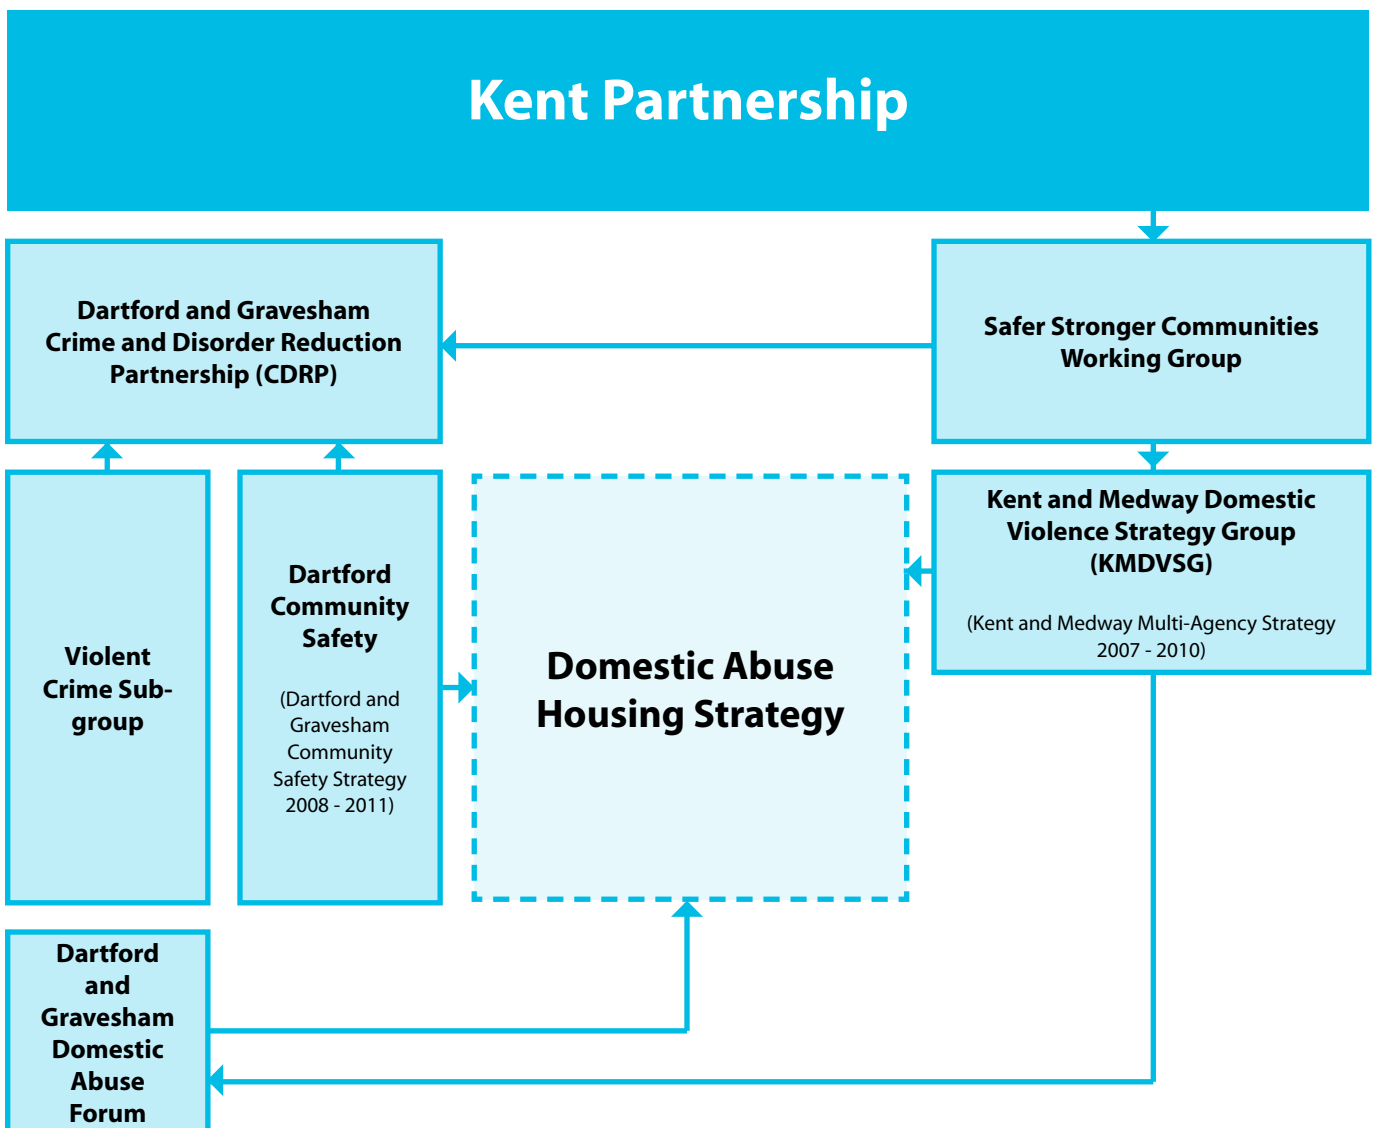 Kent Partnership
Dartford and Gravesham
Crime and Disorder Reduction
Partnership (CDRP)
Safer Stronger Communities
Working Group
Violent
Crime Sub-
group
Dartford
Community
Safety
(Dartford and
Gravesham
Community
Safety Strategy
2008 - 2011)
Domestic Abuse
Housing Strategy
Kent and Medway Domestic
Violence Strategy Group
(KMDVSG)
(Kent and Medway Multi-Agency Strategy
2007 - 2010)
Dartford
and
Gravesham
Domestic
Abuse
Forum